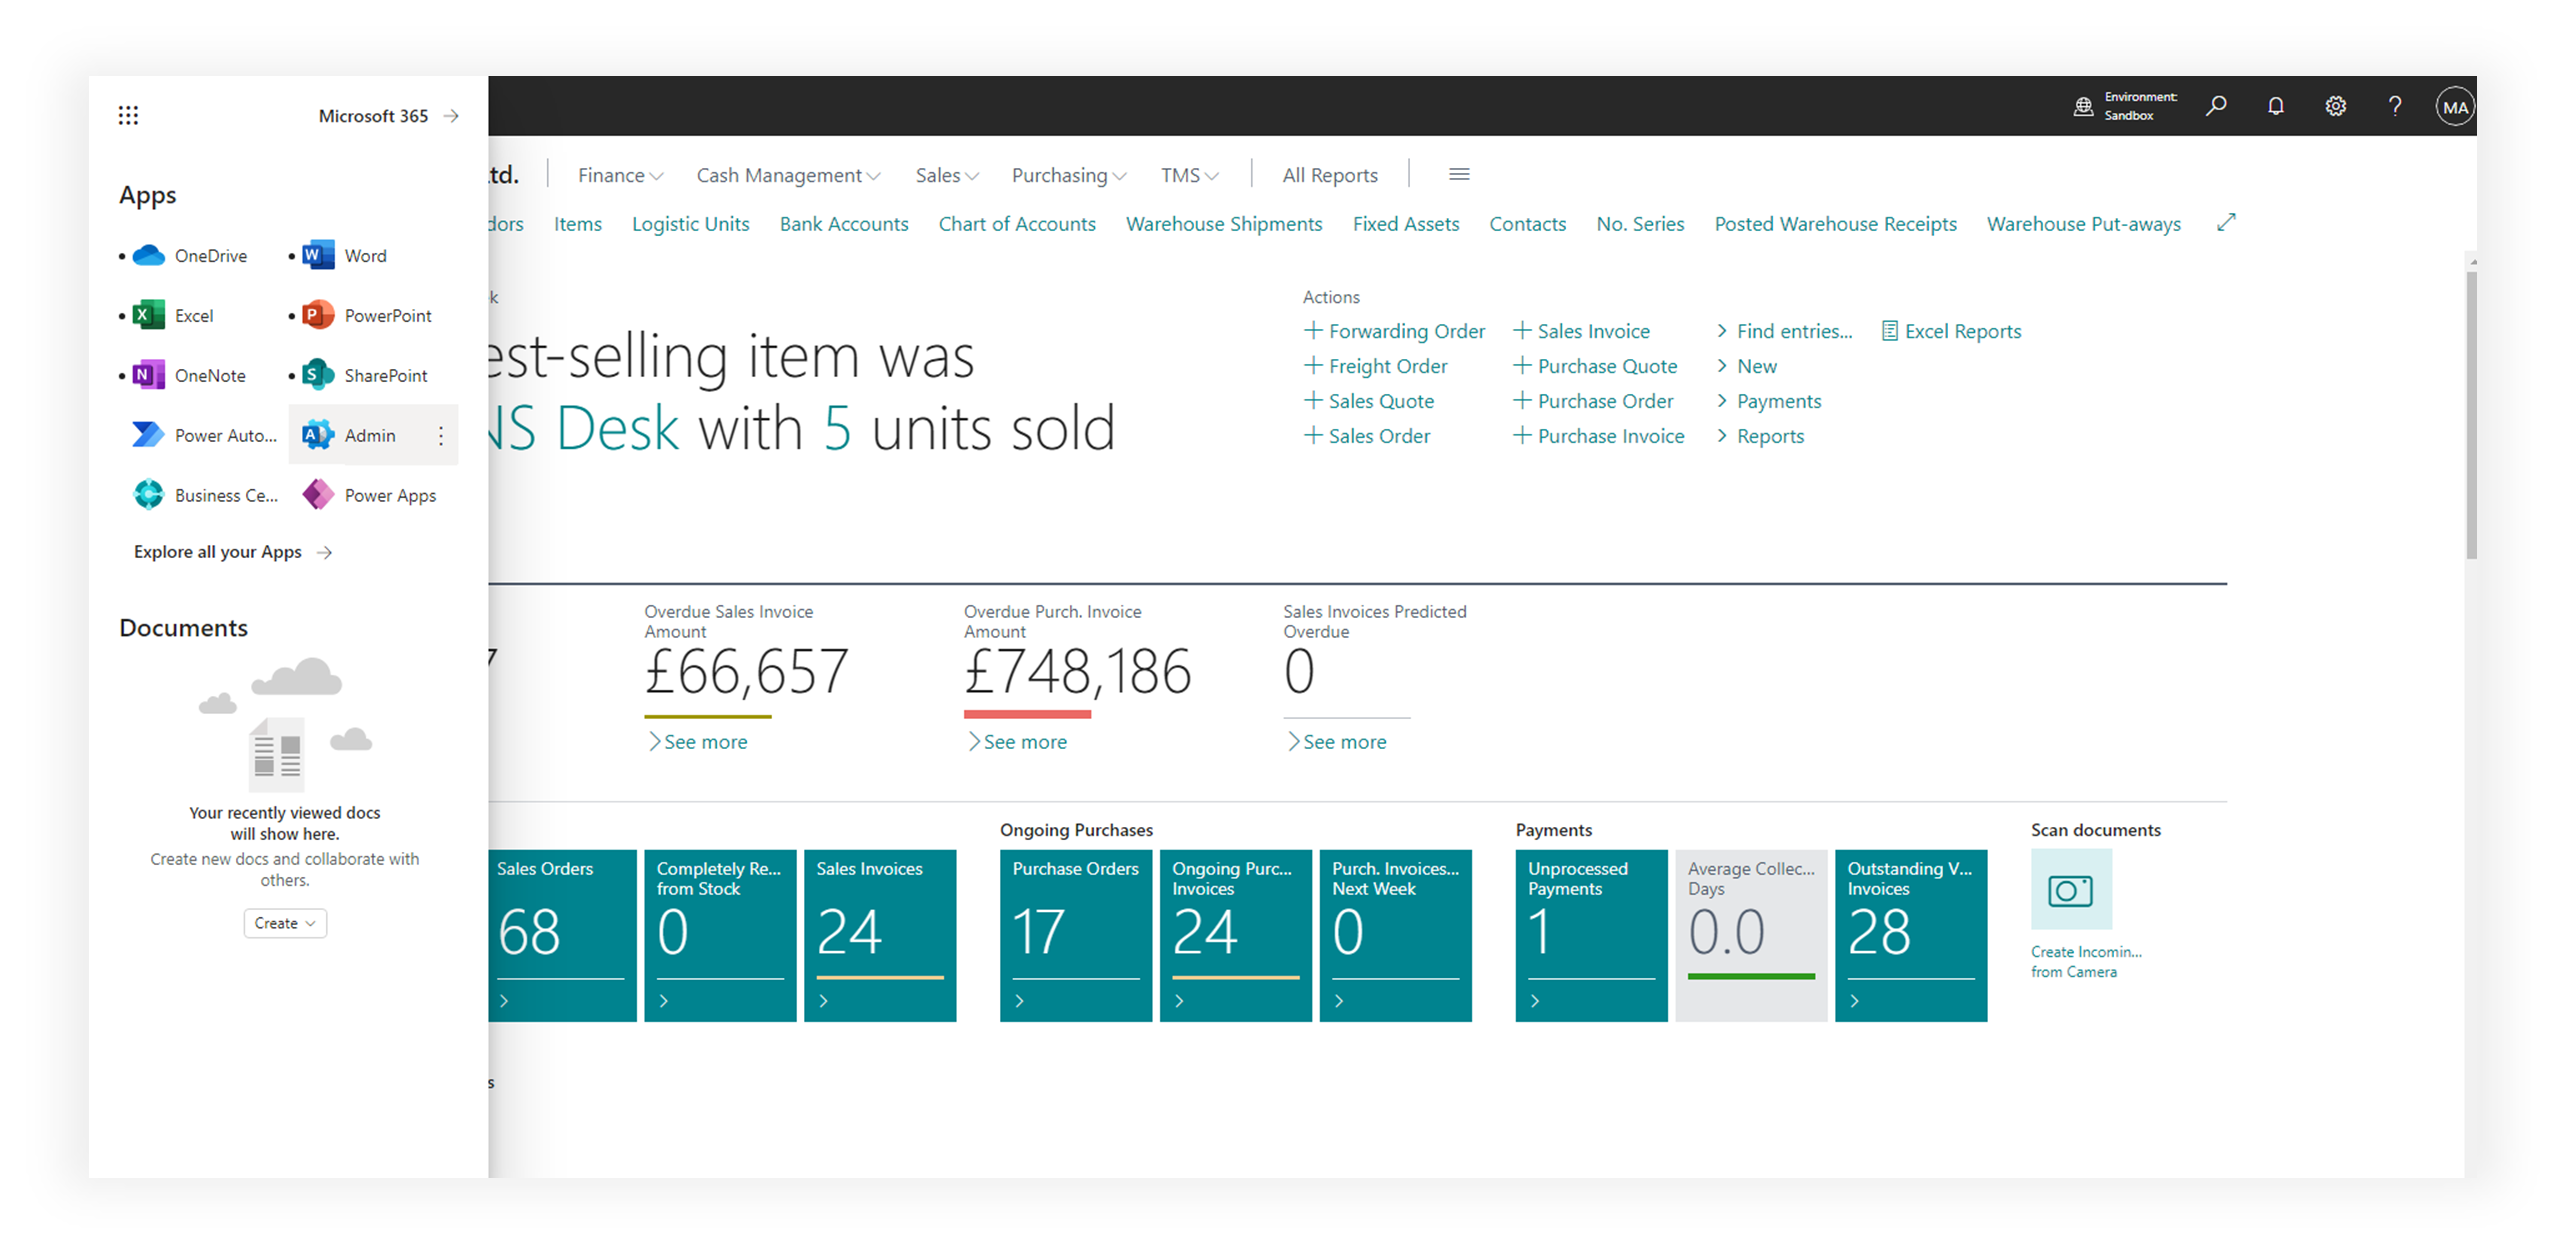 Microsoft 365
Apps
OneDrive
Word
Excel
PowerPoint
OneNote
SharePoint
Power Auto...
Admin
Business Ce...
Power Apps
Explore all your Apps
Documents
Your recently viewed docs
will show here.
Create new docs and collaborate with
others.
Create
Environment:
Sandbox
MA
td.
Finance
Cash Management
Sales
Purchasing
TMS
All Reports
dors
Items
Logistic Units
Bank Accounts
Chart of Accounts
Warehouse Shipments
Fixed Assets
Contacts
No. Series
Posted Warehouse Receipts
Warehouse Put-aways
est-selling item was
NS Desk with 5 units sold
Actions
Forwarding Order
Sales Invoice
Find entries...
Excel Reports
Freight Order
Purchase Quote
New
Sales Quote
Purchase Order
Payments
Sales Order
Purchase Invoice
Reports
Overdue Sales Invoice
Amount
£66,657
See more
Overdue Purch. Invoice
Amount
£748,186
See more
Sales Invoices Predicted
Overdue
0
See more
Sales Orders
68
Completely Re...
from Stock
0
Sales Invoices
24
Ongoing Purchases
Purchase Orders
17
Ongoing Purc...
Invoices
24
Purch. Invoices...
Next Week
0
Payments
Unprocessed
Payments
1
Average Collec...
Days
0.0
Outstanding V...
Invoices
28
Scan documents
Create Incomin...
from Camera